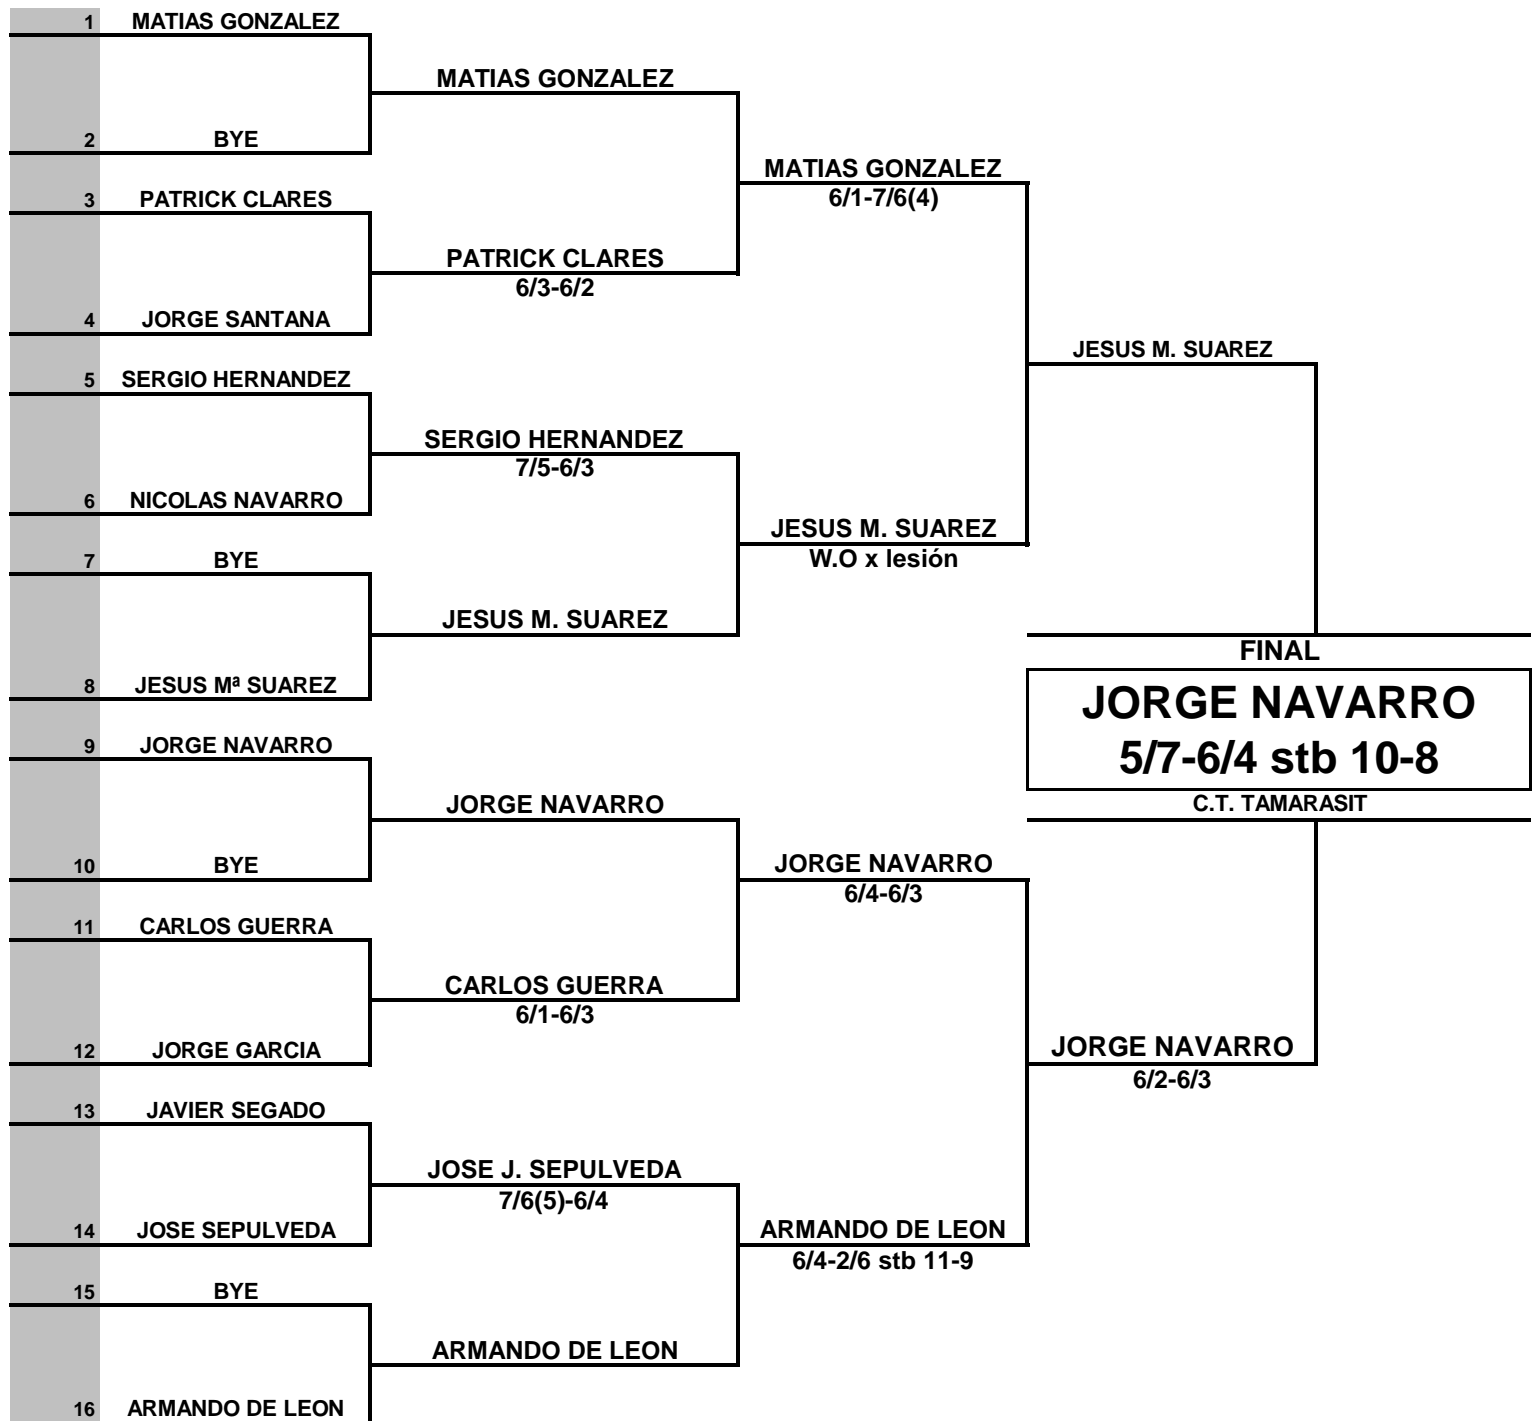 1 MATIAS GONZALEZ
MATIAS GONZALEZ
2 BYE
MATIAS GONZALEZ
6/1-7/6(4)
3 PATRICK CLARES
PATRICK CLARES
6/3-6/2
4 JORGE SANTANA
JESUS M. SUAREZ
5 SERGIO HERNANDEZ
SERGIO HERNANDEZ
7/5-6/3
6 NICOLAS NAVARRO
JESUS M. SUAREZ
W.O x lesión
7 BYE
JESUS M. SUAREZ
8 JESUS Mª SUAREZ
FINAL
JORGE NAVARRO
5/7-6/4 stb 10-8
C.T. TAMARASIT
9 JORGE NAVARRO
JORGE NAVARRO
10 BYE
JORGE NAVARRO
6/4-6/3
11 CARLOS GUERRA
CARLOS GUERRA
6/1-6/3
12 JORGE GARCIA
JORGE NAVARRO
6/2-6/3
13 JAVIER SEGADO
JOSE J. SEPULVEDA
7/6(5)-6/4
14 JOSE SEPULVEDA
ARMANDO DE LEON
6/4-2/6 stb 11-9
15 BYE
ARMANDO DE LEON
16 ARMANDO DE LEON